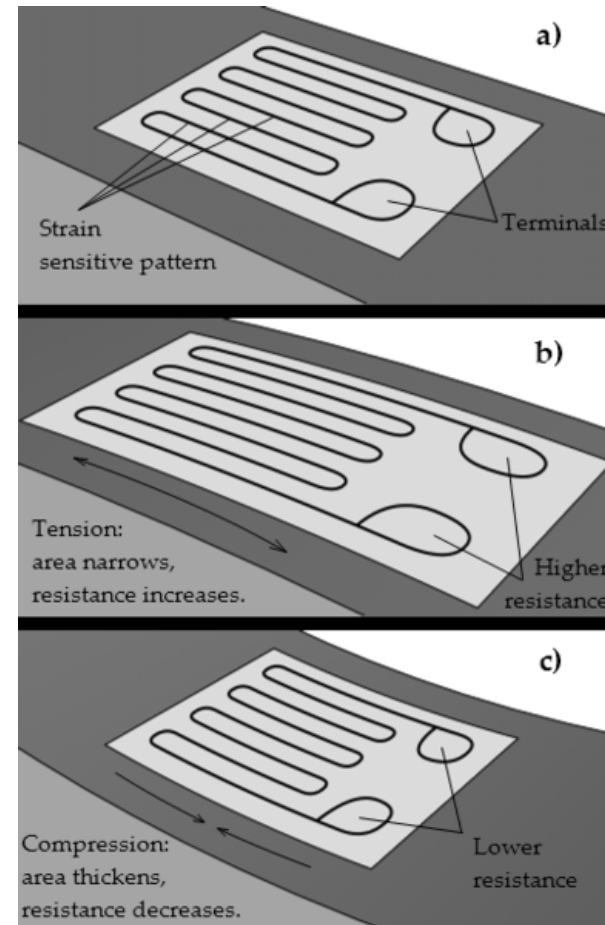 a)
Strain
sensitive pattern
Terminals
b)
Tension:
area narrows,
resistance increases.
Higher
resistance
c)
Compression:
area thickens,
resistance decreases.
Lower
resistance